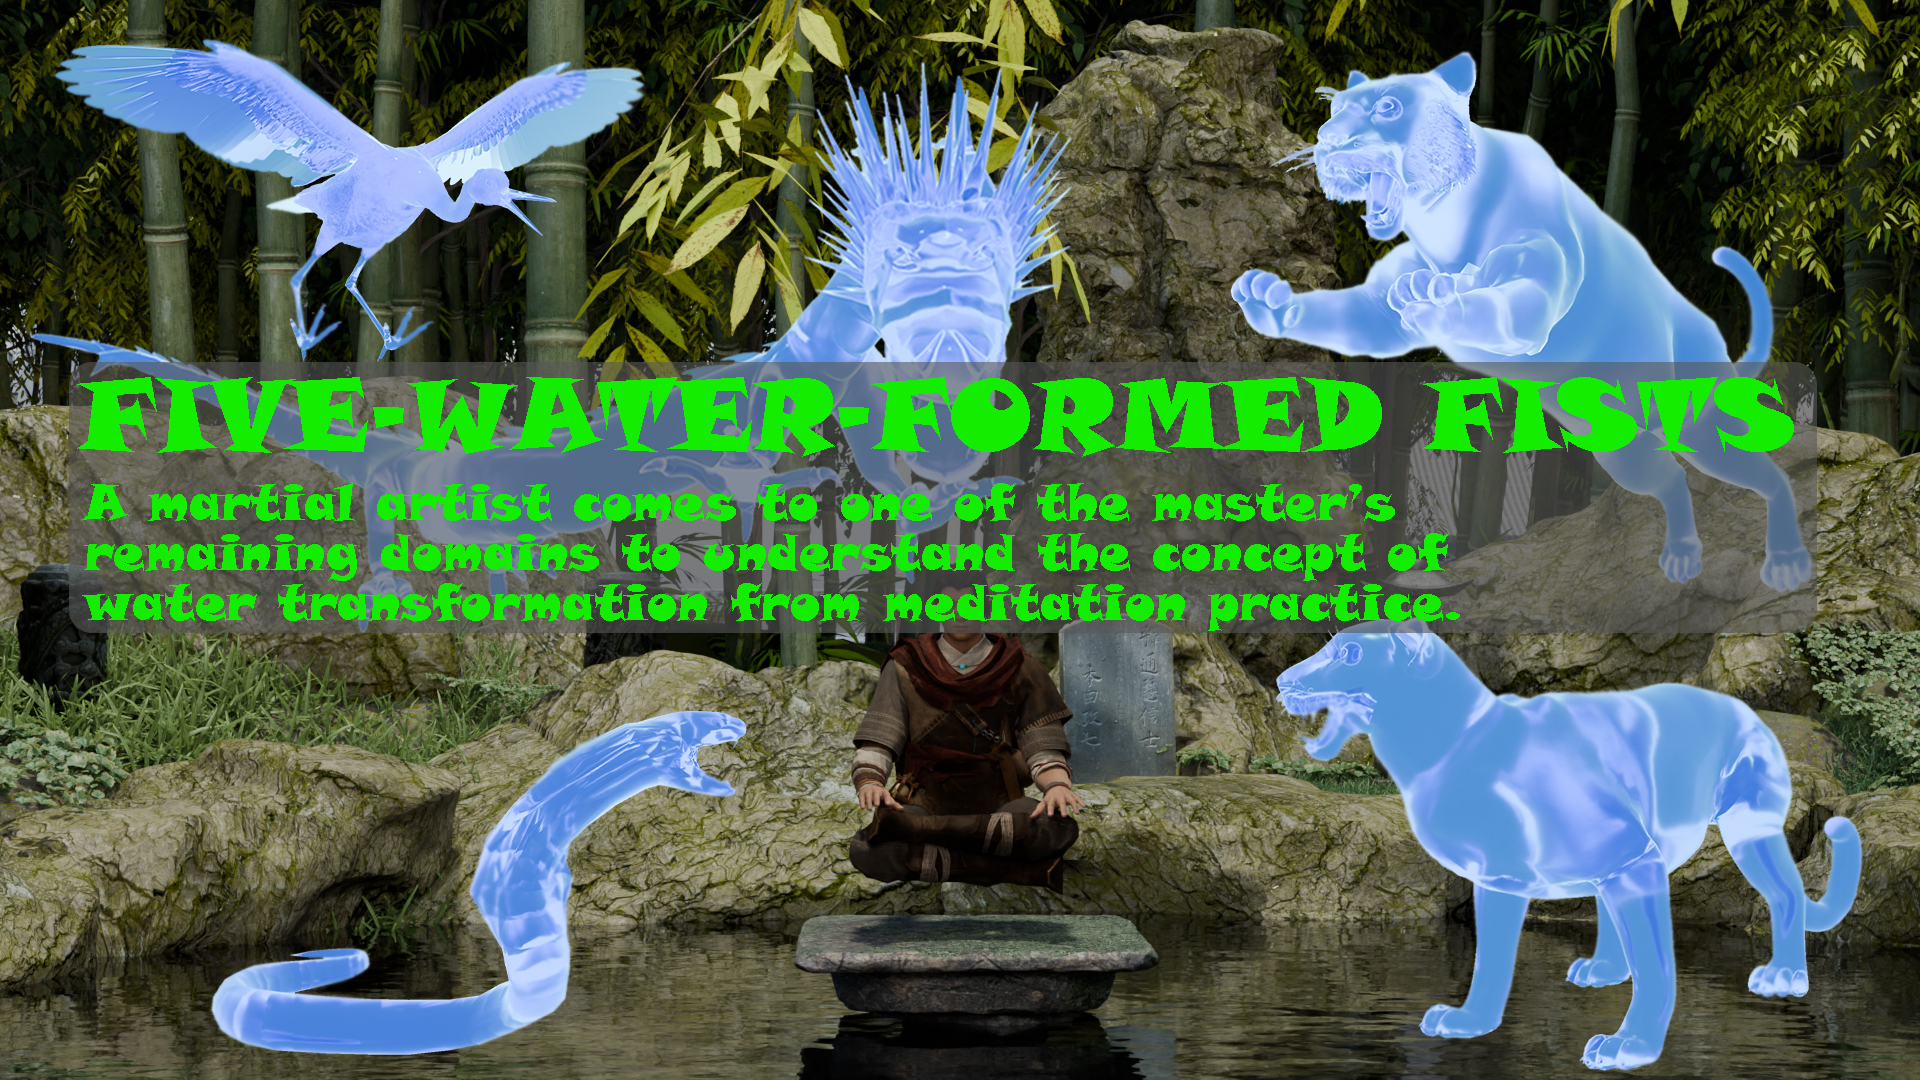 FIVE-WATER-FORMED FISTS
A martial artist comes to one of the master's
remaining domains to understand the concept of
water transformation from meditation practice.